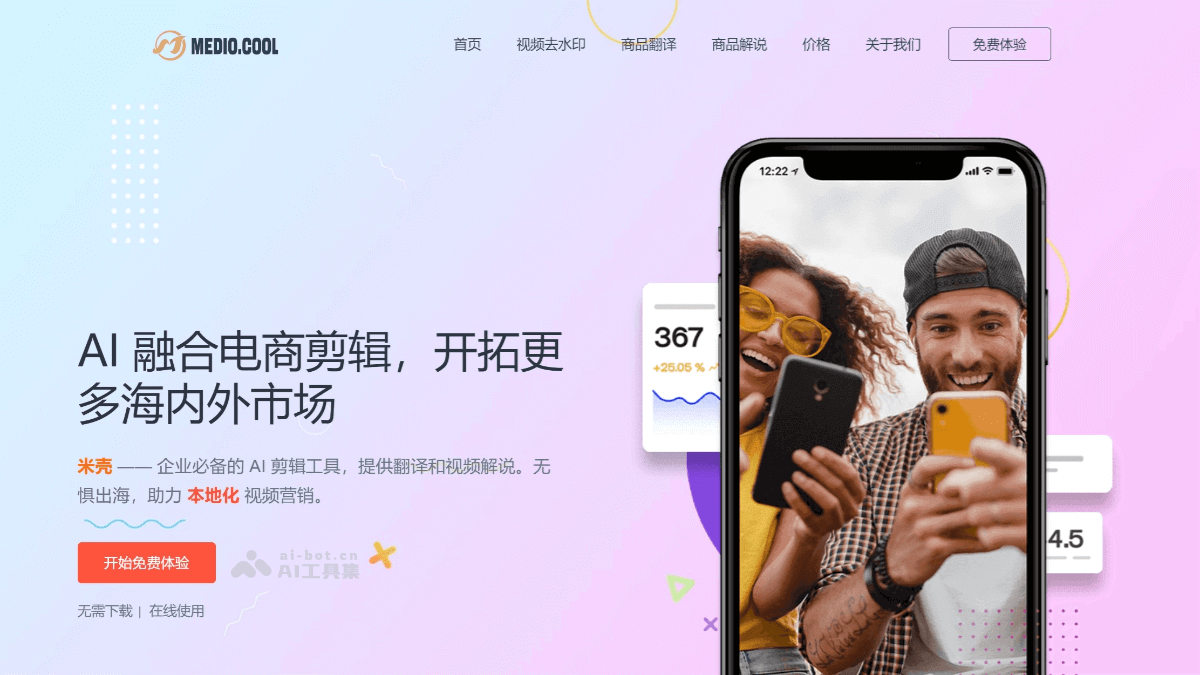 MEDIO.COOL
首页 视频去水印 商品翻译 商品解说 价格 关于我们 免费体验
12:22
367
+25.05 %
AI 融合电商剪辑，开拓更
多海内外市场
米壳 —— 企业必备的 AI 剪辑工具，提供翻译和视频解说。无
惧出海，助力 本地化 视频营销。
4.5
开始免费体验
ai-bot.cn
AI工具集
无需下载 | 在线使用